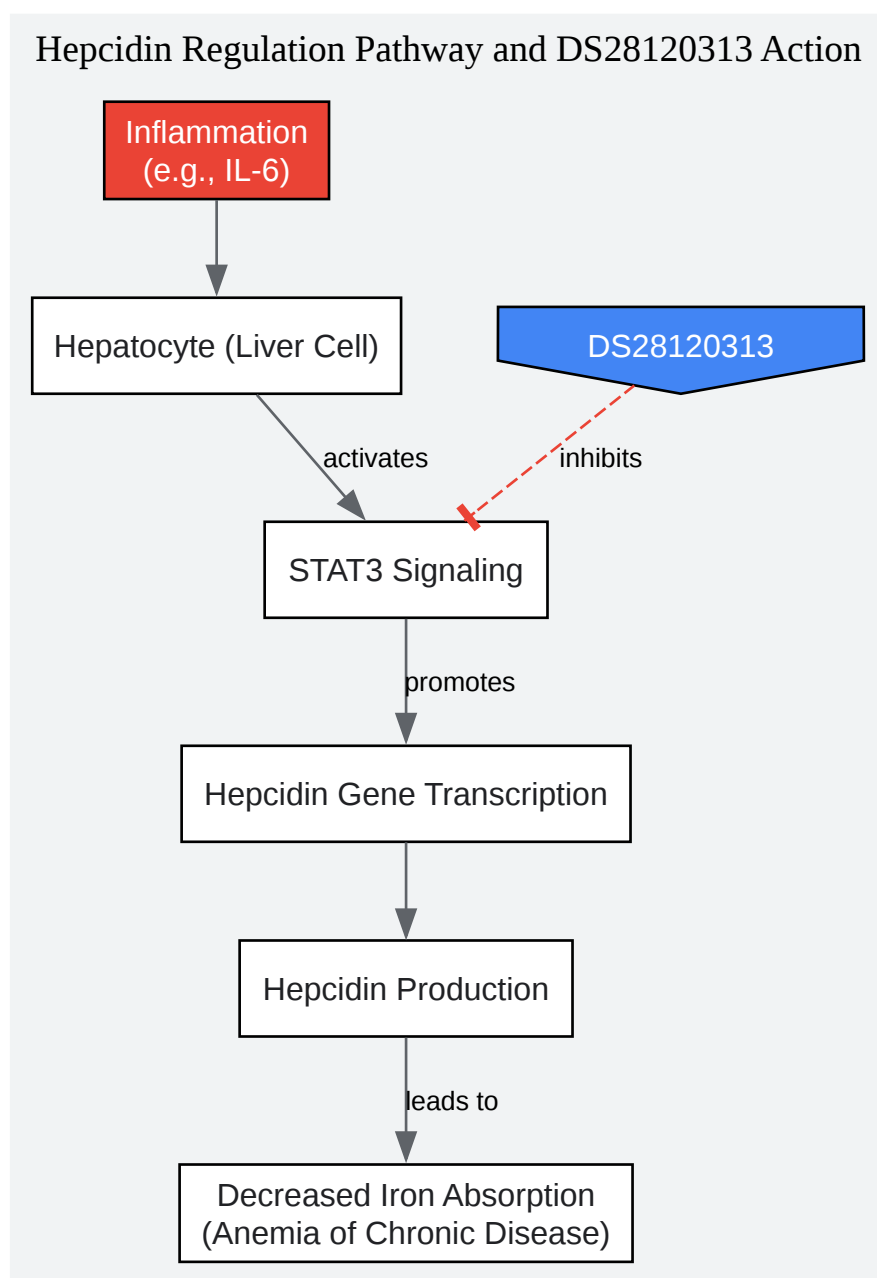 Hepcidin Regulation Pathway and DS28120313 Action
Inflammation
(e.g., IL-6)
Hepatocyte (Liver Cell)
DS28120313
activates
inhibits
STAT3 Signaling
promotes
Hepcidin Gene Transcription
Hepcidin Production
leads to
Decreased Iron Absorption
(Anemia of Chronic Disease)